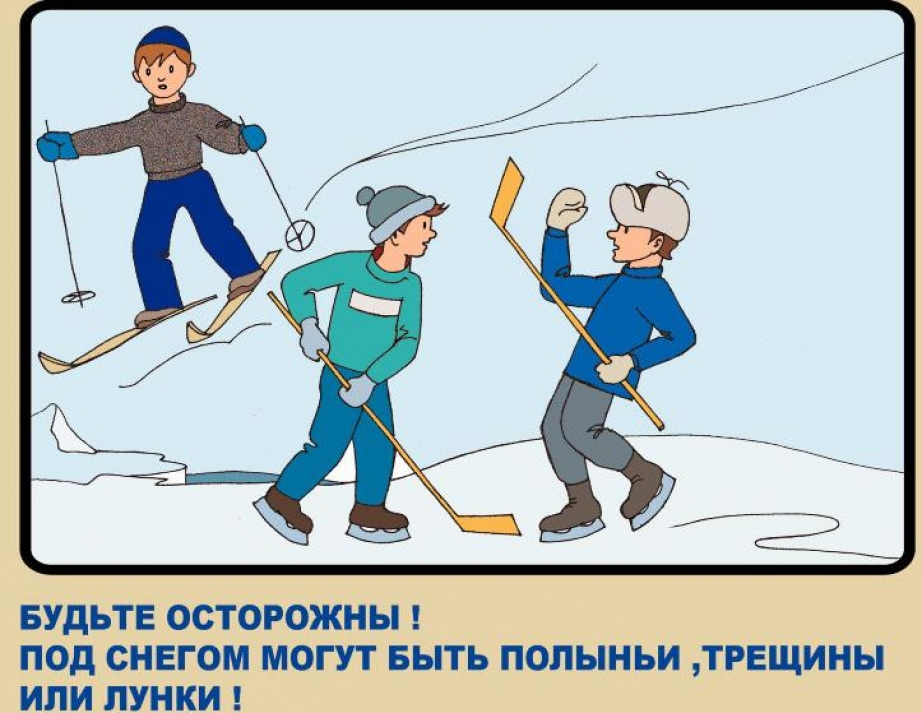 БУДЬТЕ ОСТОРОЖНЫ !
ПОД СНЕГОМ МОГУТ БЫТЬ ПОЛЫНЬИ ,ТРЕЩИНЫ
ИЛИ ЛУНКИ !